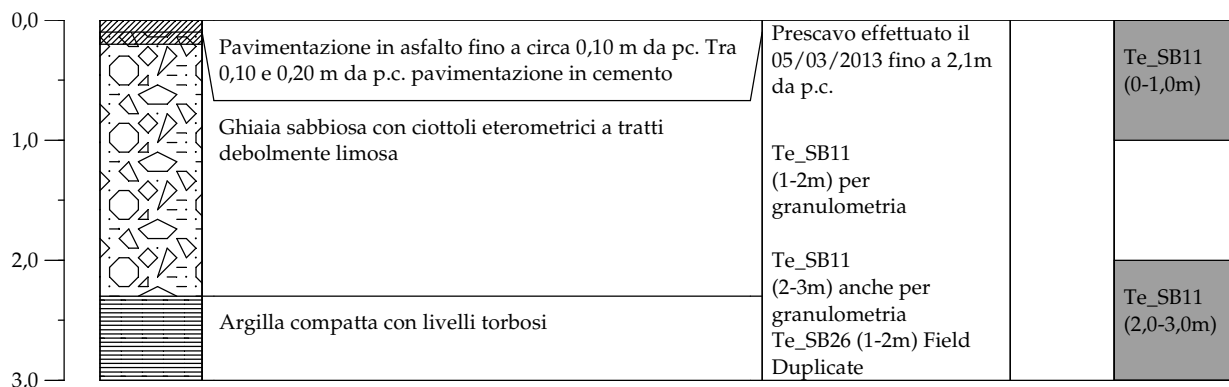 0,0
1,0
2,0
3,0
Pavimentazione in asfalto fino a circa 0,10 m da pc. Tra
0,10 e 0,20 m da p.c. pavimentazione in cemento
Ghiaia sabbiosa con ciottoli eterometrici a tratti
debolmente limosa
Argilla compatta con livelli torbosi
Prescavo effettuato il
05/03/2013 fino a 2,1m
da p.c.
Te_SB11
(1-2m) per
granulometria
Te_SB11
(2-3m) anche per
granulometria
Te_SB26 (1-2m) Field
Duplicate
Te_SB11
(0-1,0m)
Te_SB11
(2,0-3,0m)